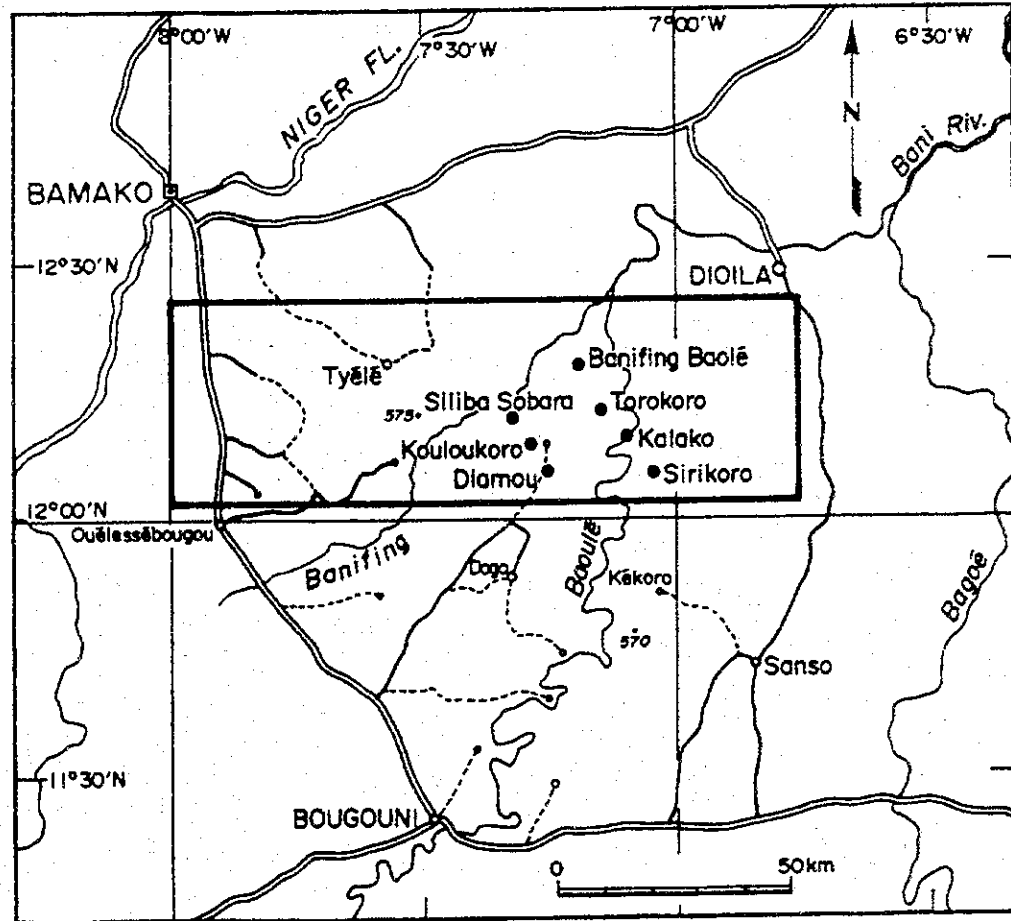 8°00'W
7°30'W
7°00'W
6°30'W
NIGER FL.
N
Bani Riv.
BAMAKO
12°30'N
DIOILA
Banifing Baolé
Tyélé
Siliba Sobara
Torokoro
575
Kouloukoro
Kalako
Diamou
Sirikoro
12°00'N
Ouélessébougou
Banifing
Baoulé
Dogo
Kékoro
Bagoé
570
Sanso
11°30'N
BOUGOUNI
0
50km